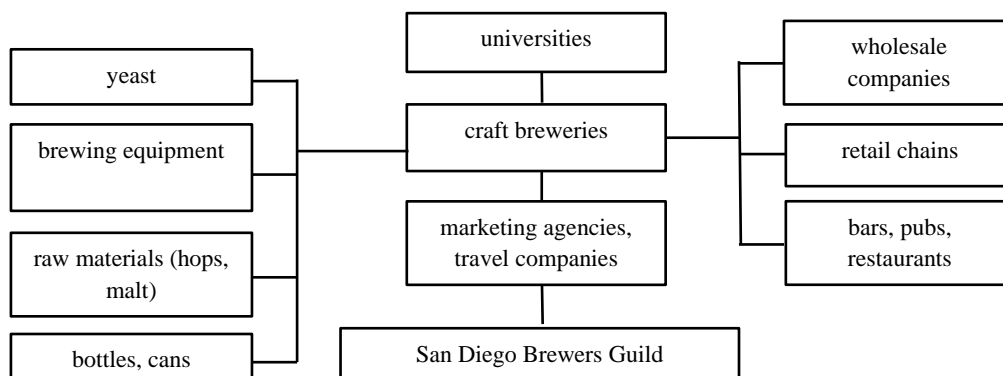 yeast
brewing equipment
raw materials (hops,
malt)
bottles, cans
universities
craft breweries
marketing agencies,
travel companies
San Diego Brewers Guild
wholesale
companies
retail chains
bars, pubs,
restaurants